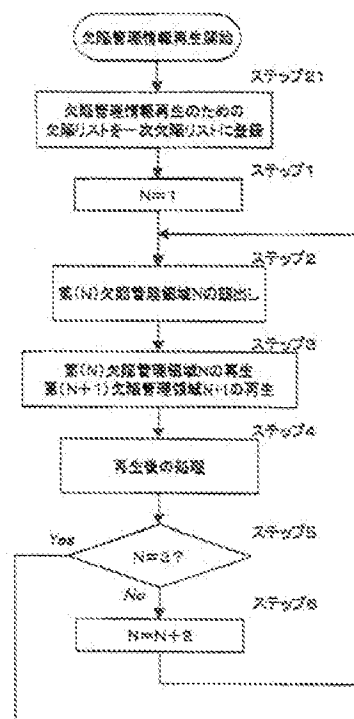 欠陥管理情報再生開始
ステップ21
欠陥管理情報再生のための
欠陥リストを一次欠陥リストに登録
ステップ1
N=1
ステップ2
第(N)欠陥管理領域Nの頭出し
ステップ3
第(N)欠陥管理領域Nの再生
第(N+1)欠陥管理領域N+1の再生
ステップ4
再生後の処理
ステップ5
Yes
N=3?
No
ステップ6
N=N+2